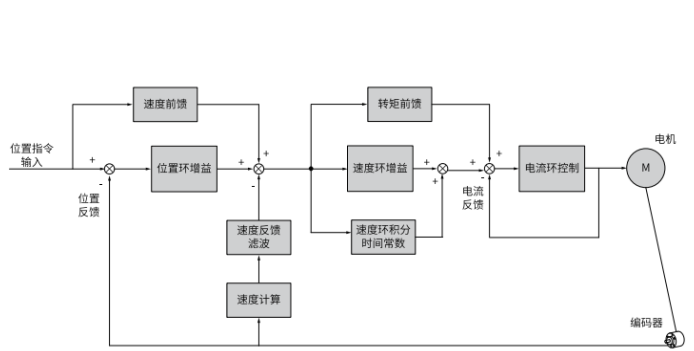 速度前馈
转矩前馈
电机
位置指令
输入
+
位置环增益
+
+
-
速度环增益
+
+
+
+
-
电流环控制
M
-
位置
反馈
电流
反馈
速度反馈
滤波
速度环积分
时间常数
速度计算
编码器